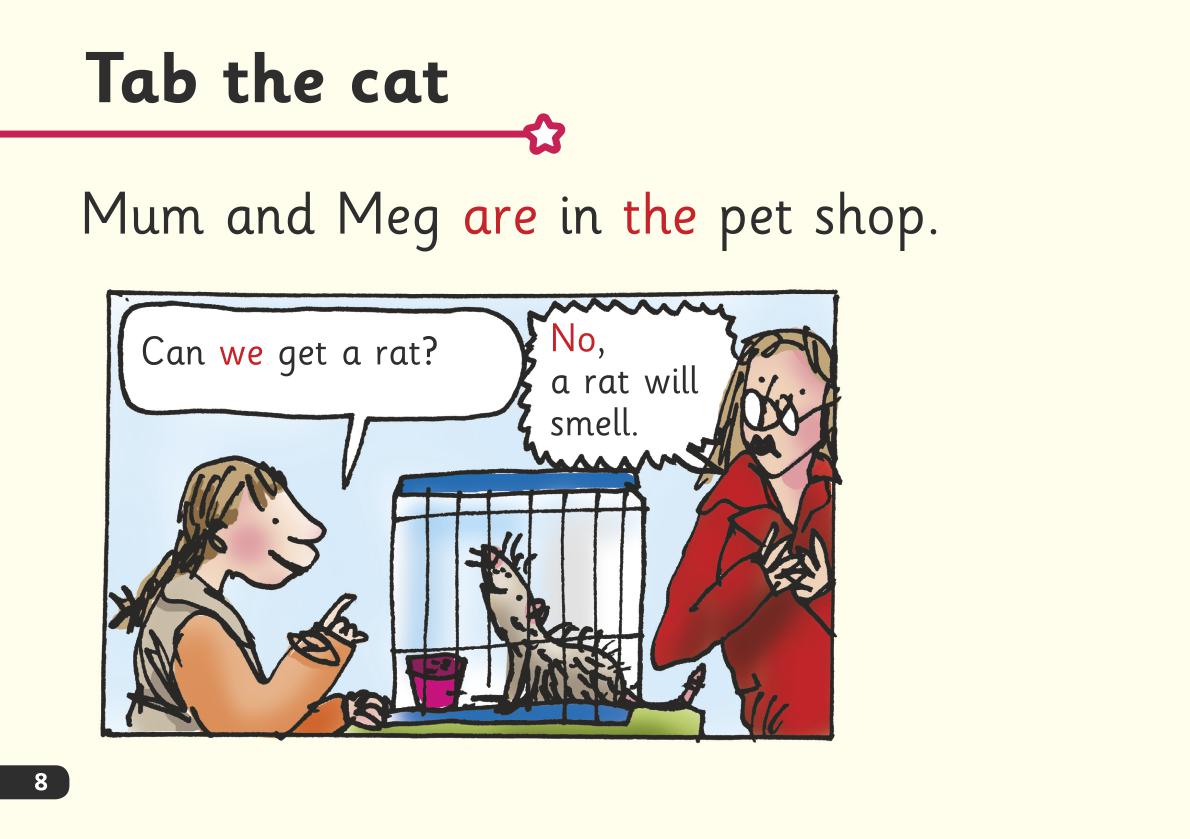 Tab the cat
Mum and Meg are in the pet shop.
Can we get a rat?
No,
a rat will
smell.
8